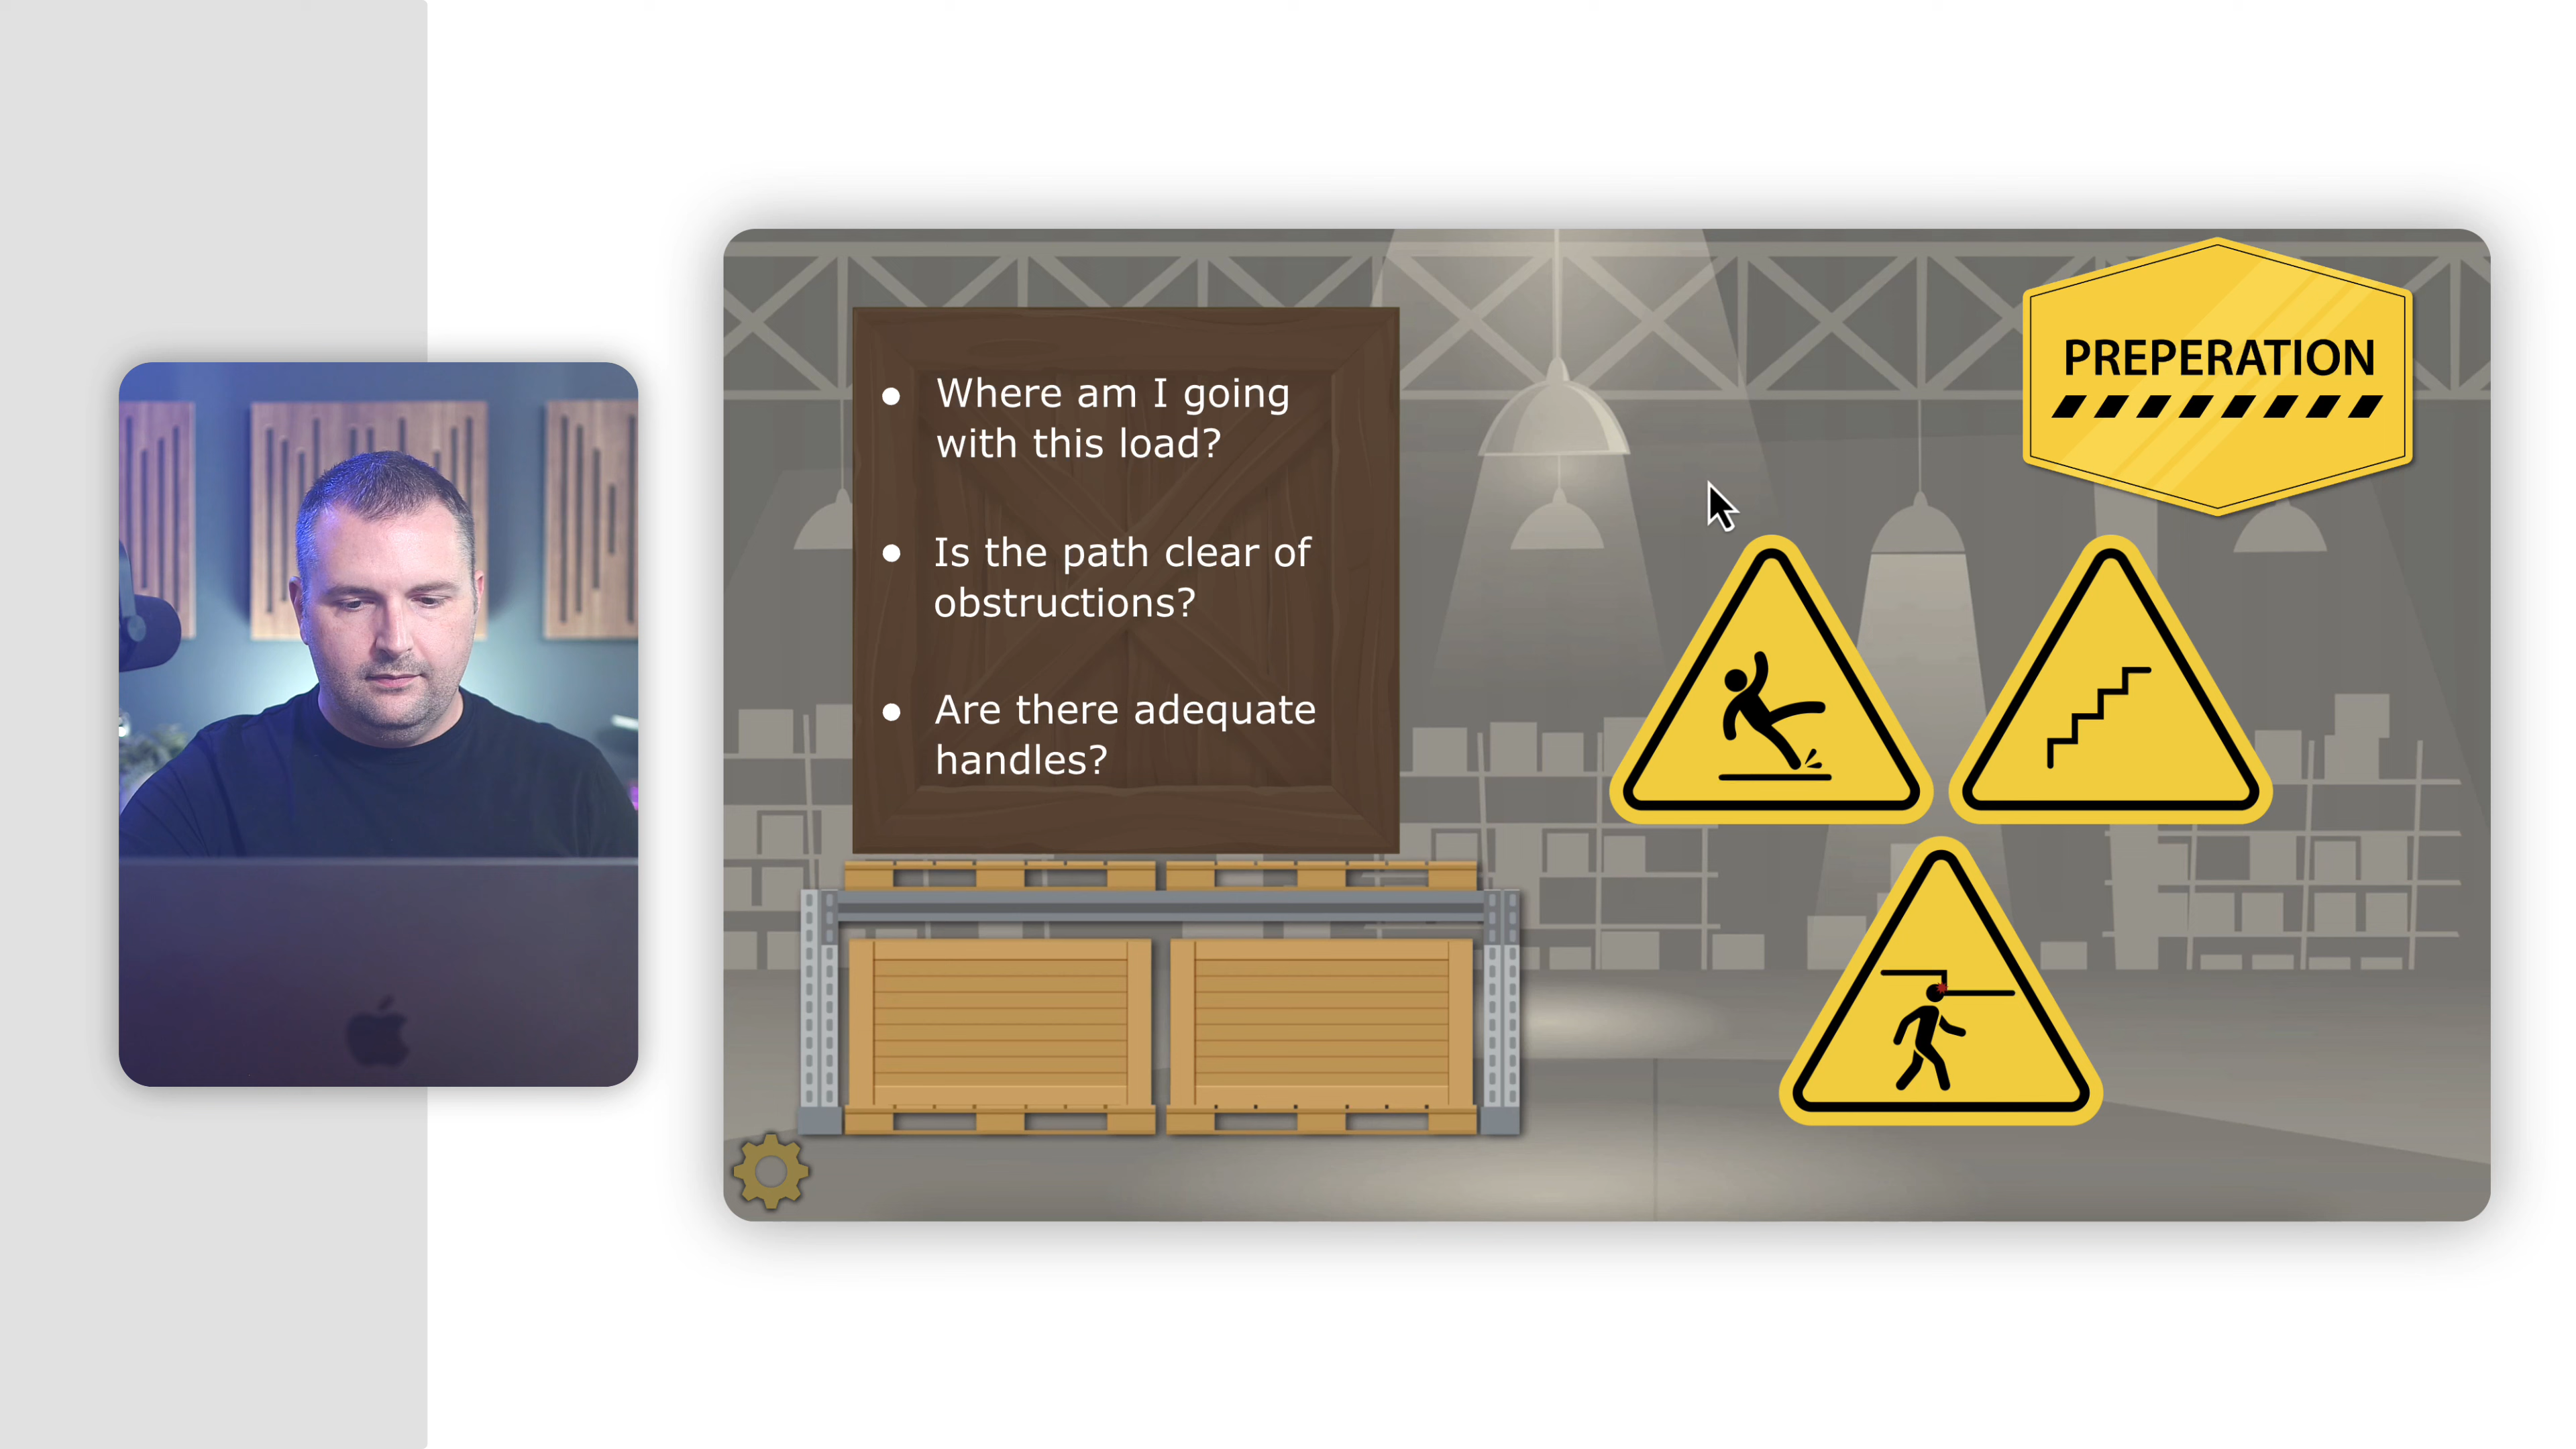 PREPERATION
● Where am I going
with this load?
● Is the path clear of
obstructions?
● Are there adequate
handles?